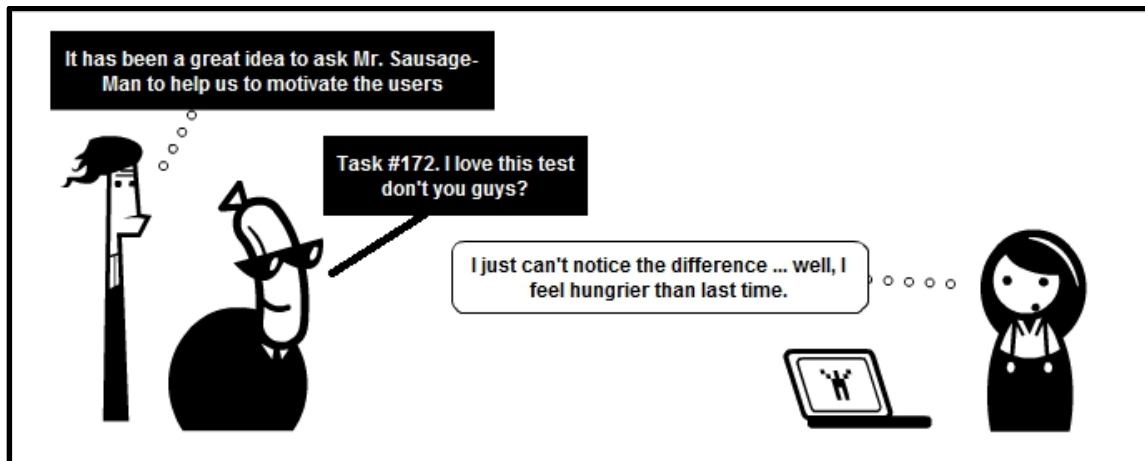 It has been a great idea to ask Mr. Sausage-
Man to help us to motivate the users
Task #172. I love this test
don't you guys?
I just can't notice the difference ... well, I
feel hungrier than last time.